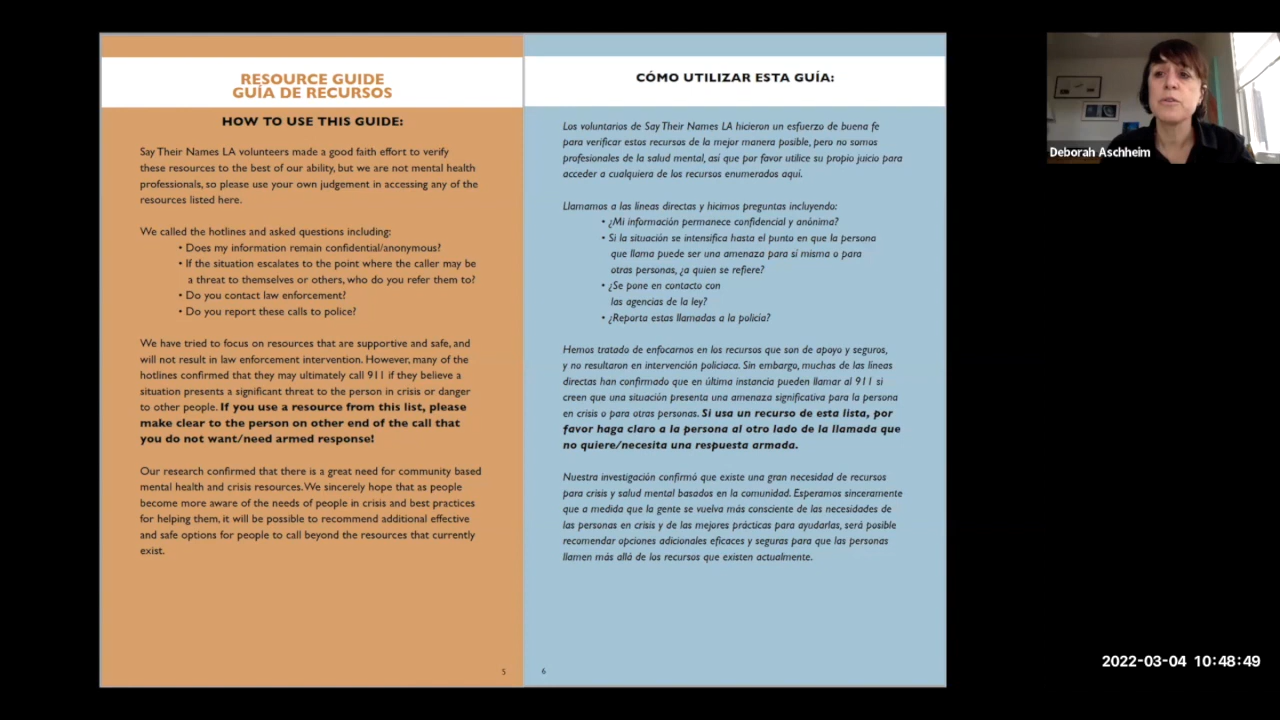 RESOURCE GUIDE
GUÍA DE RECURSOS
HOW TO USE THIS GUIDE:
Say Their Names LA volunteers made a good faith effort to verify
these resources to the best of our ability, but we are not mental health
professionals, so please use your own judgement in accessing any of the
resources listed here.
We called the hotlines and asked questions including:
• Does my information remain confidential/anonymous?
• If the situation escalates to the point where the caller may be
a threat to themselves or others, who do you refer them to?
• Do you contact law enforcement?
• Do you report these calls to police?
We have tried to focus on resources that are supportive and safe, and
will not result in law enforcement intervention. However, many of the
hotlines confirmed that they may ultimately call 911 if they believe a
situation presents a significant threat to the person in crisis or danger
to other people. If you use a resource from this list, please
make clear to the person on other end of the call that
you do not want/need armed response!
Our research confirmed that there is a great need for community based
mental health and crisis resources. We sincerely hope that as people
become more aware of the needs of people in crisis and best practices
for helping them, it will be possible to recommend additional effective
and safe options for people to call beyond the resources that currently
exist.
5
CÓMO UTILIZAR ESTA GUÍA:
Los voluntarios de Say Their Names LA hicieron un esfuerzo de buena fe
para verificar estos recursos de la mejor manera posible, pero no somos
profesionales de la salud mental, así que por favor utilice su propio juicio para
acceder a cualquiera de los recursos enumerados aquí.
Llamamos a las líneas directas y hicimos preguntas incluyendo:
• ¿Mi información permanece confidencial y anónima?
• Si la situación se intensifica hasta el punto en que la persona
que llama puede ser una amenaza para sí misma o para
otras personas, ¿a quien se refiere?
• ¿Se pone en contacto con
las agencias de la ley?
• ¿Reporta estas llamadas a la policía?
Hemos tratado de enfocarnos en los recursos que son de apoyo y seguros,
y no resultaron en intervención policiaca. Sin embargo, muchas de las líneas
directas han confirmado que en última instancia pueden llamar al 911 si
creen que una situación presenta una amenaza significativa para la persona
en crisis o para otras personas. Si usa un recurso de esta lista, por
favor haga claro a la persona al otro lado de la llamada que
no quiere/necesita una respuesta armada.
Nuestra investigación confirmó que existe una gran necesidad de recursos
para crisis y salud mental basados en la comunidad. Esperamos sinceramente
que a medida que la gente se vuelva más consciente de las necesidades de
las personas en crisis y de las mejores prácticas para ayudarlas, será posible
recomendar opciones adicionales eficaces y seguras para que las personas
llamen más allá de los recursos que existen actualmente.
6
Deborah Aschheim
2022-03-04 10:48:49